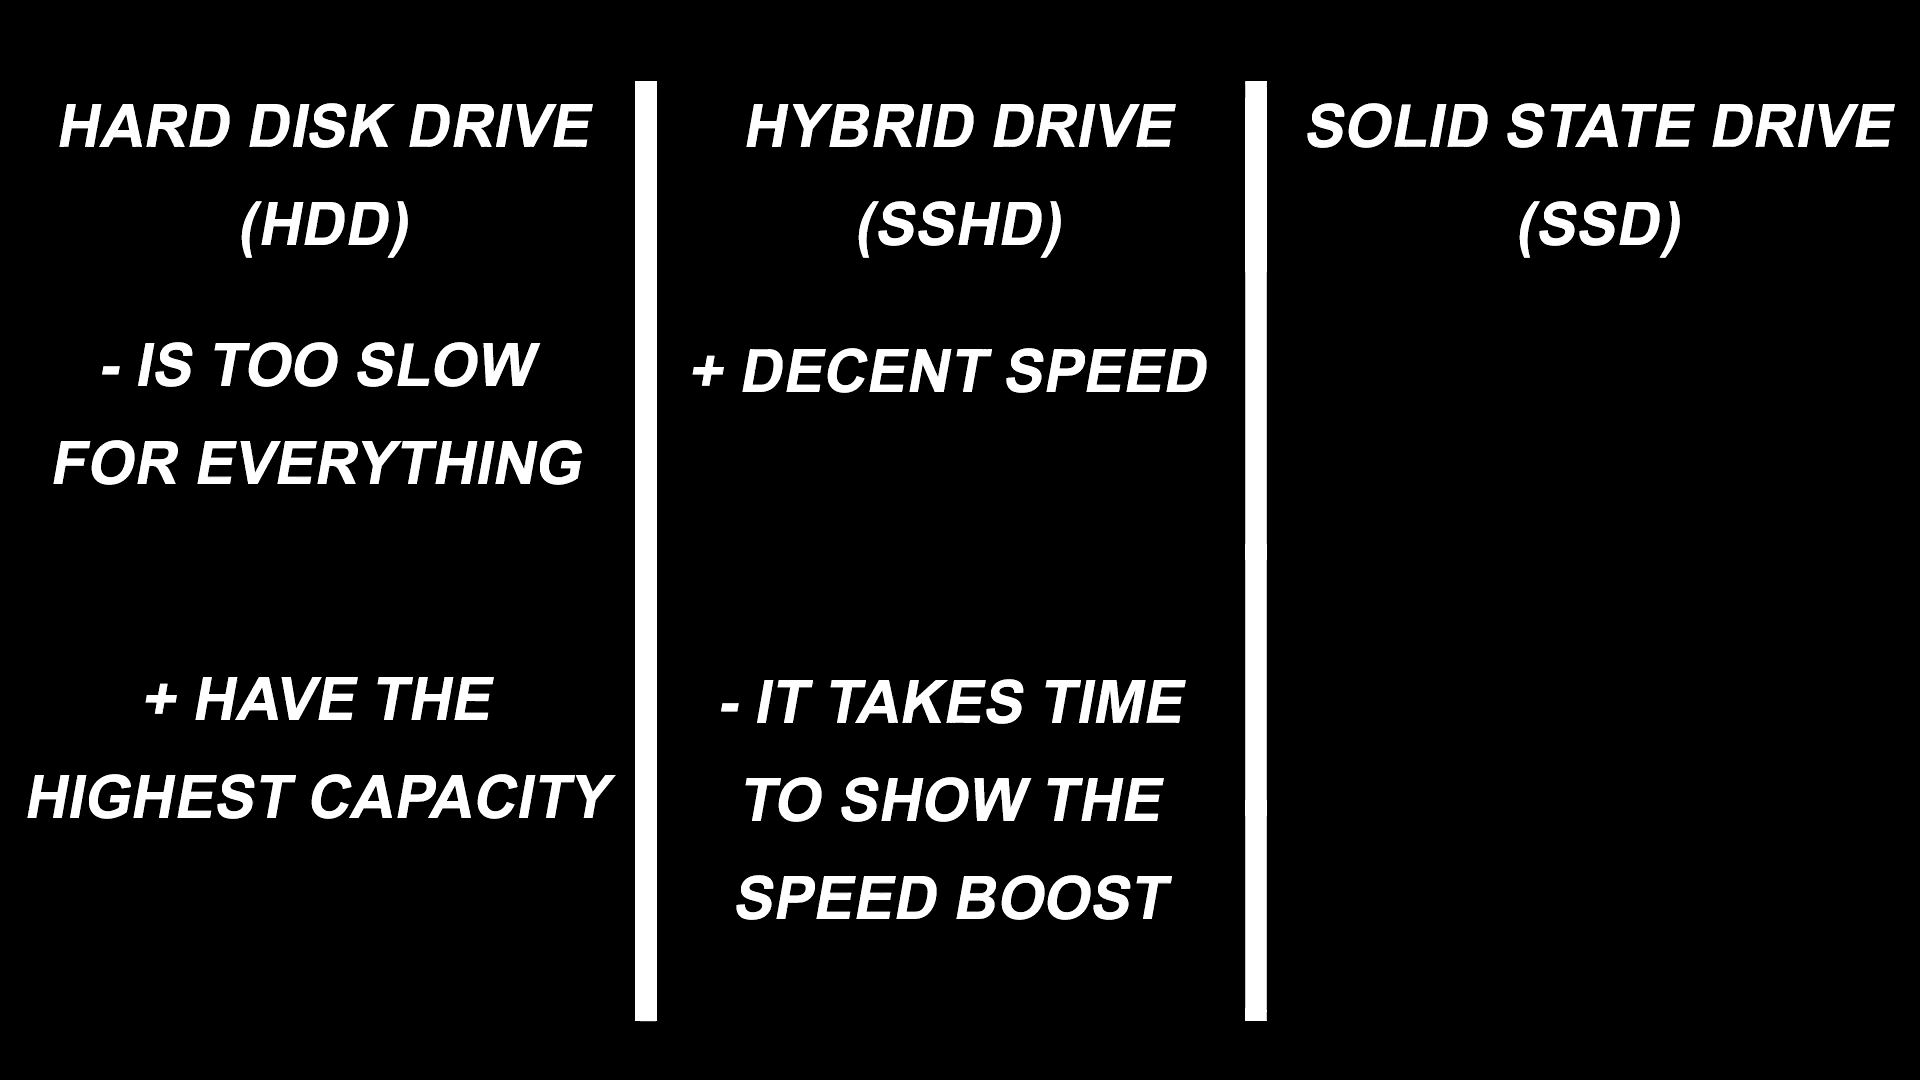 HARD DISK DRIVE
(HDD)
- IS TOO SLOW
FOR EVERYTHING
+ HAVE THE
HIGHEST CAPACITY
HYBRID DRIVE
(SSHD)
+ DECENT SPEED
- IT TAKES TIME
TO SHOW THE
SPEED BOOST
SOLID STATE DRIVE
(SSD)